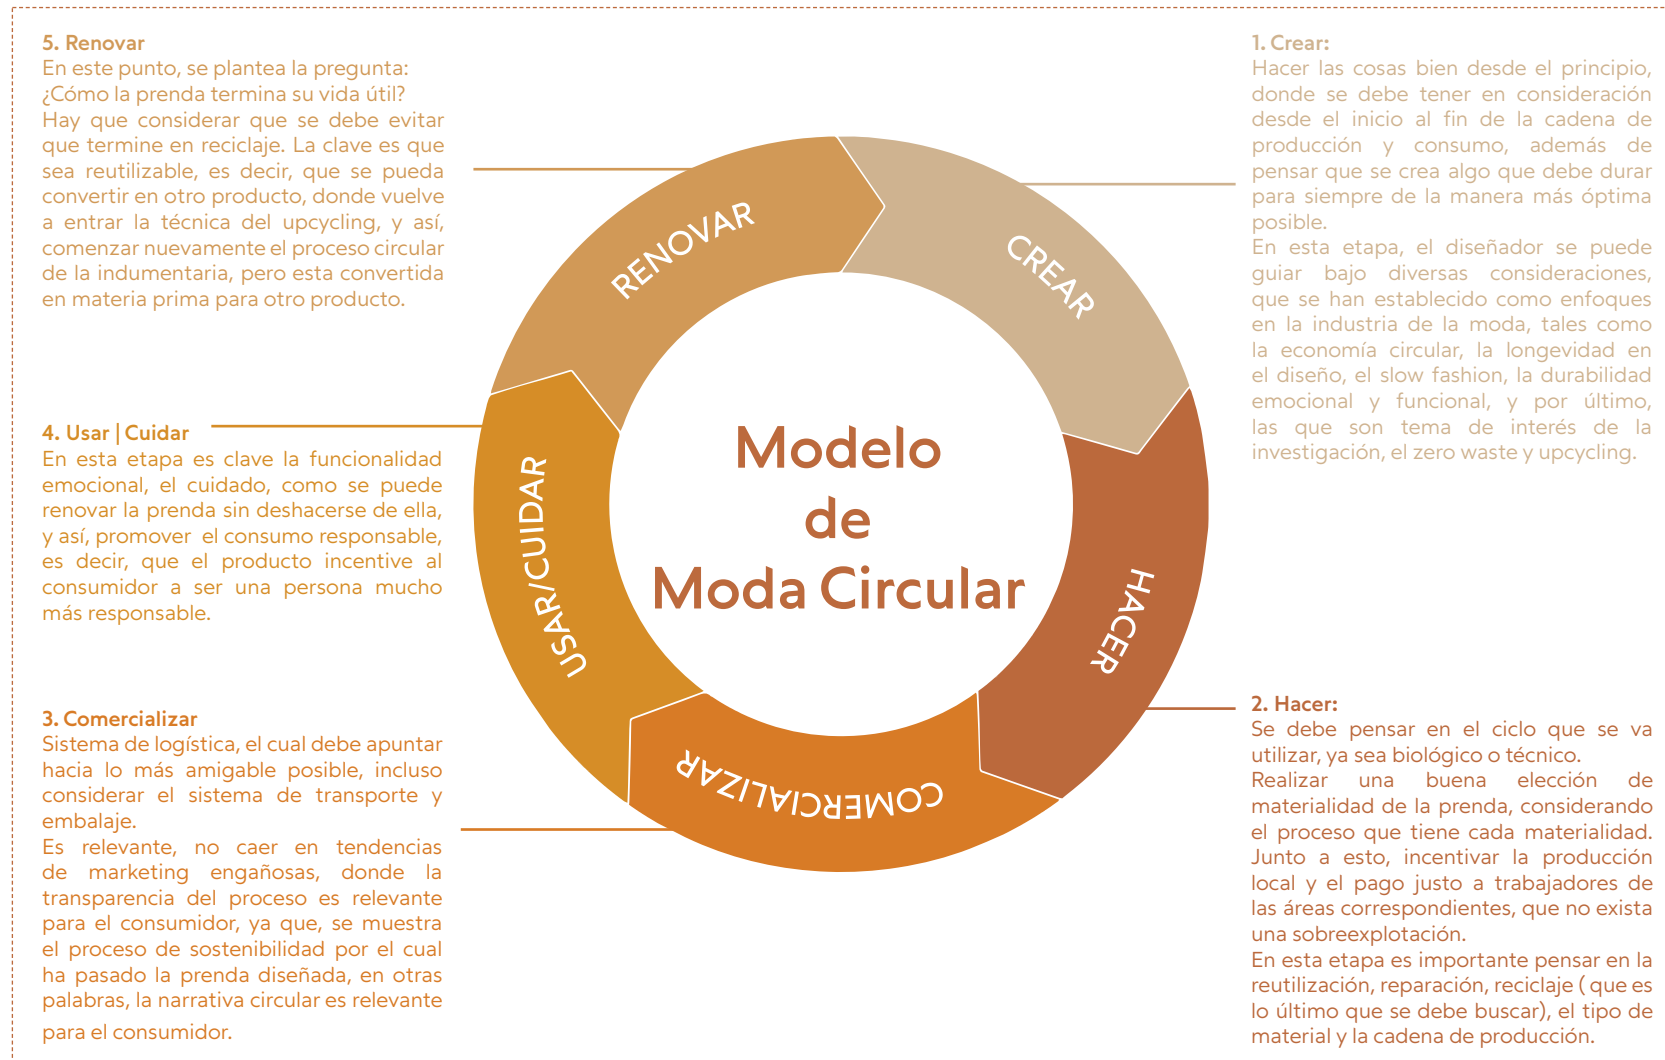 5. Renovar
En este punto, se plantea la pregunta:
¿Cómo la prenda termina su vida útil?
Hay que considerar que se debe evitar
que termine en reciclaje. La clave es que
sea reutilizable, es decir, que se pueda
convertir en otro producto, donde vuelve
a entrar la técnica del upcycling, y así,
comenzar nuevamente el proceso circular
de la indumentaria, pero esta convertida
en materia prima para otro producto.
4. Usar | Cuidar
En esta etapa es clave la funcionalidad
emocional, el cuidado, como se puede
renovar la prenda sin deshacerse de ella,
y así, promover el consumo responsable,
es decir, que el producto incentive al
consumidor a ser una persona mucho
más responsable.
3. Comercializar
Sistema de logística, el cual debe apuntar
hacia lo más amigable posible, incluso
considerar el sistema de transporte y
embalaje.
Es relevante, no caer en tendencias
de marketing engañosas, donde la
transparencia del proceso es relevante
para el consumidor, ya que, se muestra
el proceso de sostenibilidad por el cual
ha pasado la prenda diseñada, en otras
palabras, la narrativa circular es relevante
para el consumidor.
RENOVAR
CREAR
HACER
COMERCIALIZAR
USAR/CUIDAR
Modelo
de
Moda Circular
1. Crear:
Hacer las cosas bien desde el principio,
donde se debe tener en consideración
desde el inicio al fin de la cadena de
producción y consumo, además de
pensar que se crea algo que debe durar
para siempre de la manera más óptima
posible.
En esta etapa, el diseñador se puede
guiar bajo diversas consideraciones,
que se han establecido como enfoques
en la industria de la moda, tales como
la economía circular, la longevidad en
el diseño, el slow fashion, la durabilidad
emocional y funcional, y por último,
las que son tema de interés de la
investigación, el zero waste y upcycling.
2. Hacer:
Se debe pensar en el ciclo que se va
utilizar, ya sea biológico o técnico.
Realizar una buena elección de
materialidad de la prenda, considerando
el proceso que tiene cada materialidad.
Junto a esto, incentivar la producción
local y el pago justo a trabajadores de
las áreas correspondientes, que no exista
una sobreexplotación.
En esta etapa es importante pensar en la
reutilización, reparación, reciclaje ( que es
lo último que se debe buscar), el tipo de
material y la cadena de producción.